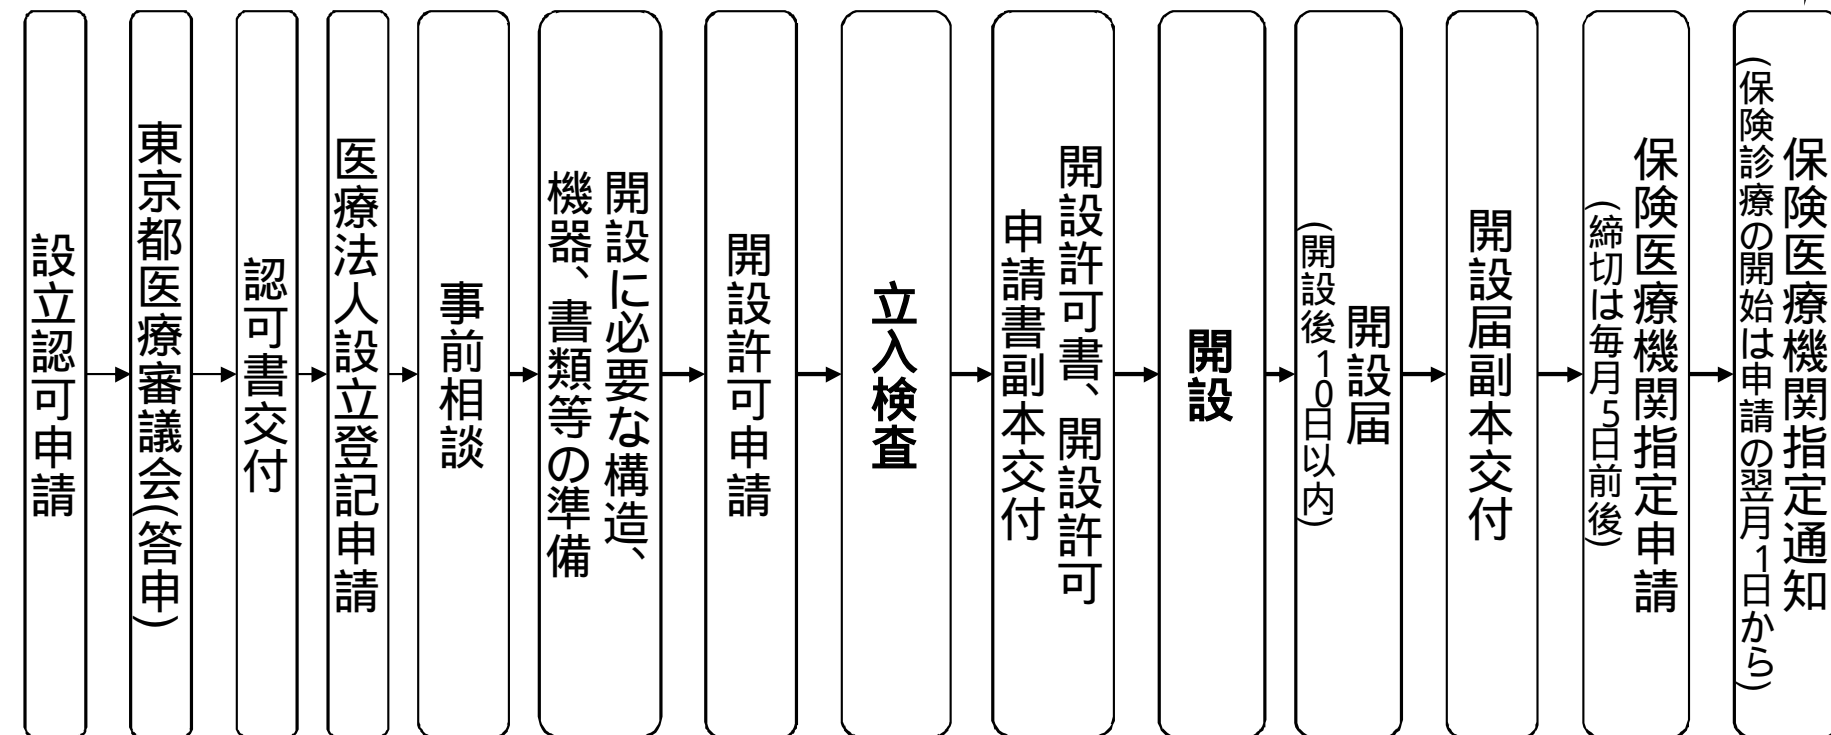 設立認可申請
東京都医療審議会(答申)
認可書交付
医療法人設立登記申請
事前相談
開設に必要な構造、
機器、書類等の準備
開設許可申請
立入検査
開設許可書、開設許可
申請書副本交付
開設
開設届
(開設後10日以内)
開設届副本交付
保険医療機関指定申請
(締切は毎月5日前後)
保険医療機関指定通知
(保険診療の開始は申請の翌月1日から)